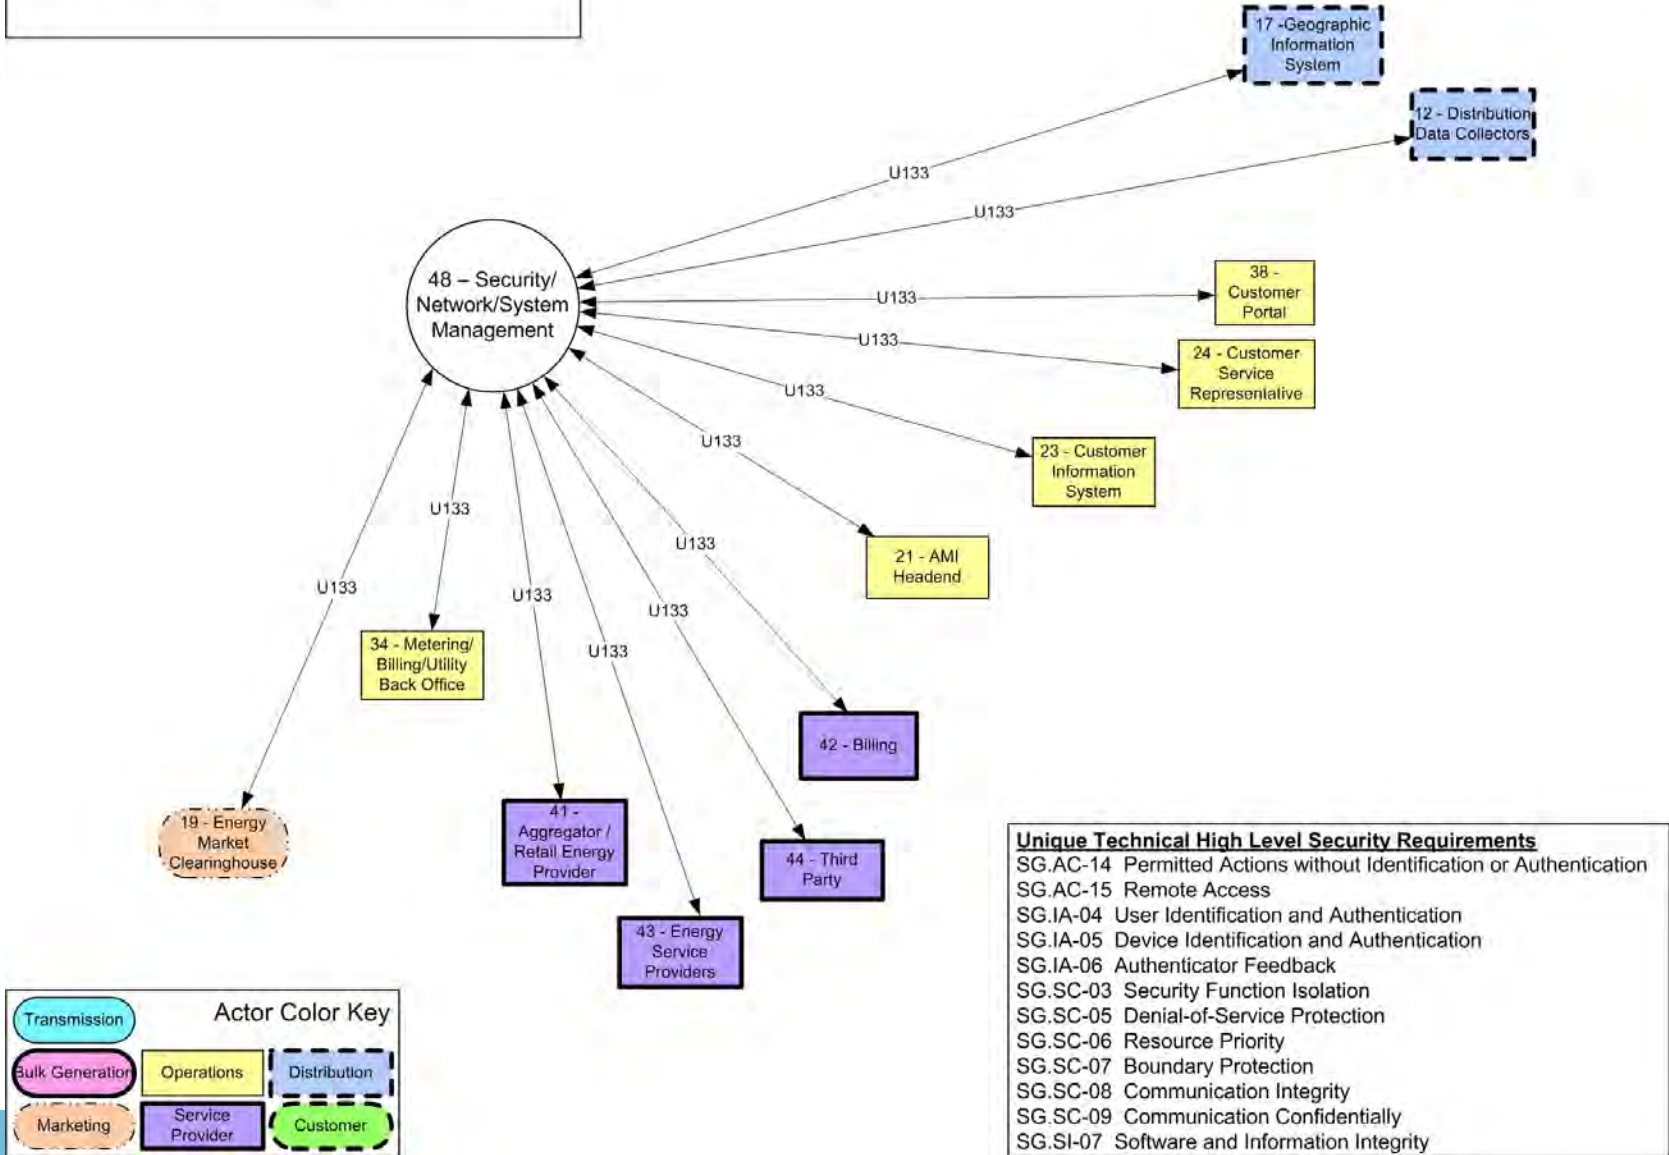 17 -Geographic
Information
System
12 - Distribution
Data Collectors
U133
U133
48 – Security/
Network/System
Management
38 -
Customer
Portal
U133
24 - Customer
Service
Representative
U133
U133
23 - Customer
Information
System
U133
21 - AMI
Headend
U133
U133
U133
U133
U133
U133
34 - Metering/
Billing/Utility
Back Office
42 - Billing
19 - Energy
Market
Clearinghouse
41 -
Aggregator /
Retail Energy
Provider
44 - Third
Party
43 - Energy
Service
Providers
Unique Technical High Level Security Requirements
SG.AC-14 Permitted Actions without Identification or Authentication
SG.AC-15 Remote Access
SG.IA-04 User Identification and Authentication
SG.IA-05 Device Identification and Authentication
SG.IA-06 Authenticator Feedback
SG.SC-03 Security Function Isolation
SG.SC-05 Denial-of-Service Protection
SG.SC-06 Resource Priority
SG.SC-07 Boundary Protection
SG.SC-08 Communication Integrity
SG.SC-09 Communication Confidentially
SG.SI-07 Software and Information Integrity
Actor Color Key
Transmission
Bulk Generation
Operations
Distribution
Marketing
Service
Provider
Customer